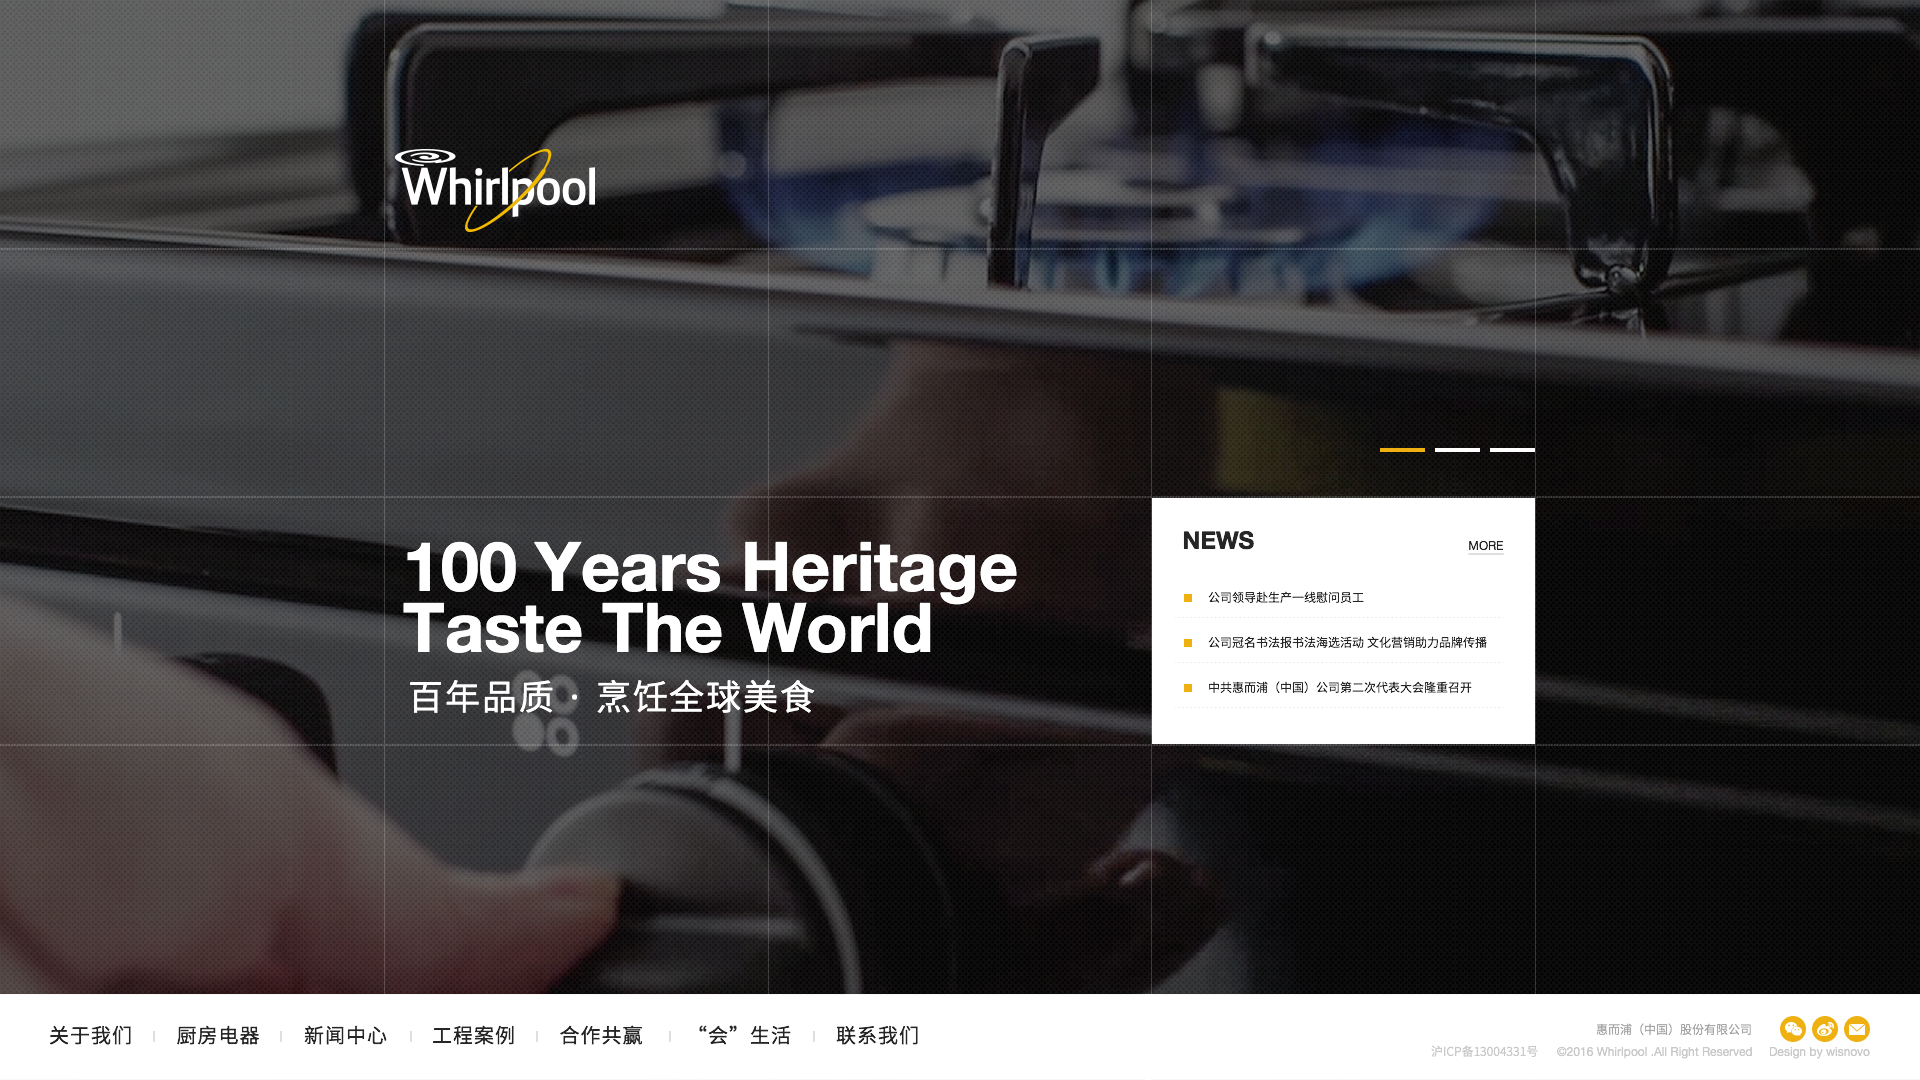 Whirlpool
100 Years Heritage
Taste The World
百年品质 · 烹饪全球美食
NEWS
MORE
公司领导赴生产一线慰问员工
公司冠名书法报书法海选活动 文化营销助力品牌传播
中共惠而浦（中国）公司第二次代表大会隆重召开
关于我们
厨房电器
新闻中心
工程案例
合作共赢
“会”生活
联系我们
惠而浦（中国）股份有限公司
沪ICP备13004331号 ©2016 Whirlpool .All Right Reserved Design by wisnovo